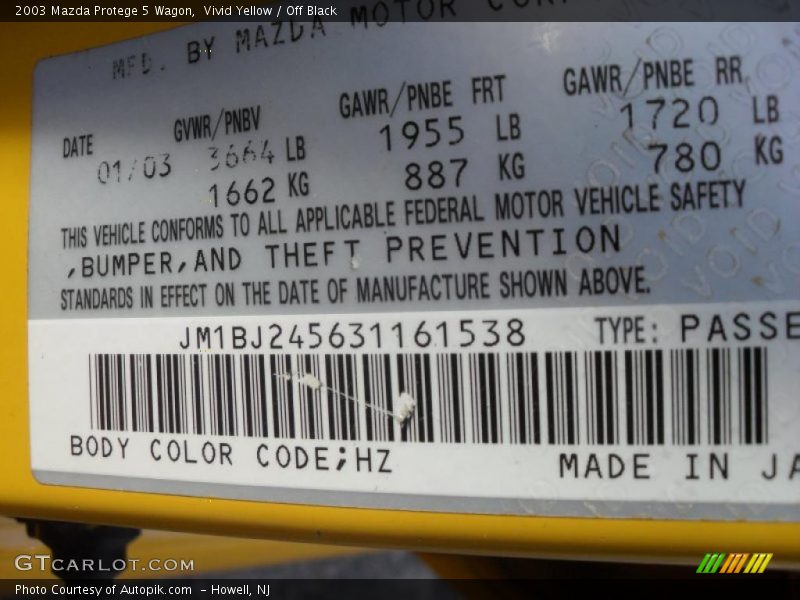 2003 Mazda Protege 5 Wagon,  Vivid Yellow / Off Black
MFD. BY MAZDA MOTOR
DATE GVWR/PNBV GAWR/PNBE FRT GAWR/PNBE RR
01/03 3664 LB 1955 LB 1720 LB
1662 KG 887 KG 780 KG
THIS VEHICLE CONFORMS TO ALL APPLICABLE FEDERAL MOTOR VEHICLE SAFETY
,BUMPER,AND THEFT PREVENTION
STANDARDS IN EFFECT ON THE DATE OF MANUFACTURE SHOWN ABOVE.
JM1BJ245631161538 TYPE: PASSE
BODY COLOR CODE;HZ MADE IN JA
GTCARLOT.COM
Photo Courtesy of Autopik.com – Howell, NJ